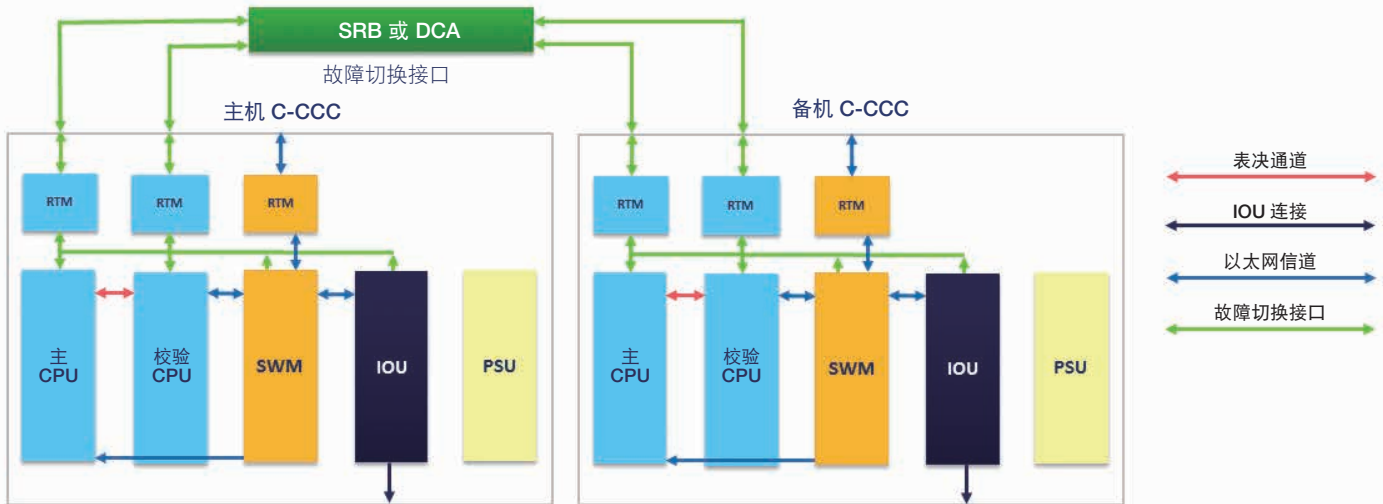 SRB 或 DCA
故障切换接口
主机 C-CCC
备机 C-CCC
RTM
RTM
RTM
RTM
RTM
RTM
主
CPU
校验
CPU
SWM
IOU
PSU
主
CPU
校验
CPU
SWM
IOU
PSU
表决通道
IOU 连接
以太网信道
故障切换接口